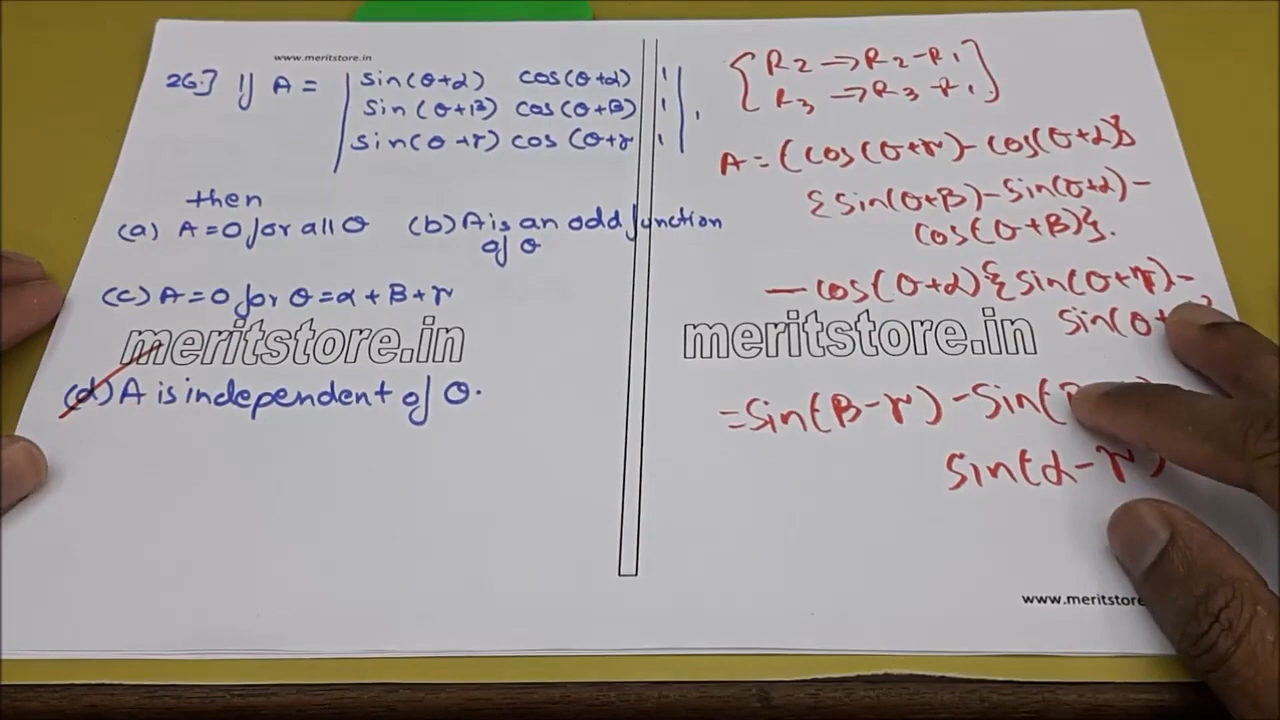 www.meritstore.in
26.] If A = | sin(θ+α) cos(θ+α) 1 |
| sin(θ+β) cos(θ+β) 1 | ,
| sin(θ+γ) cos(θ+γ) 1 |
then
(a) A=0 for all θ (b) A is an odd function
of θ
(c) A=0 for θ=α+β+γ
meritstore.in
(d) A is independent of θ.
{R2 → R2-R1}
{R3 → R3-R1}
A = (cos(θ+γ) - cos(θ+α)}
{sin(θ+β) - sin(θ+α) -
cos(θ+β)}.
- cos(θ+α) {sin(θ+γ) -
sin(θ+
meritstore.in
= sin(β-γ) - sin(
sin(α-γ)
www.meritstore